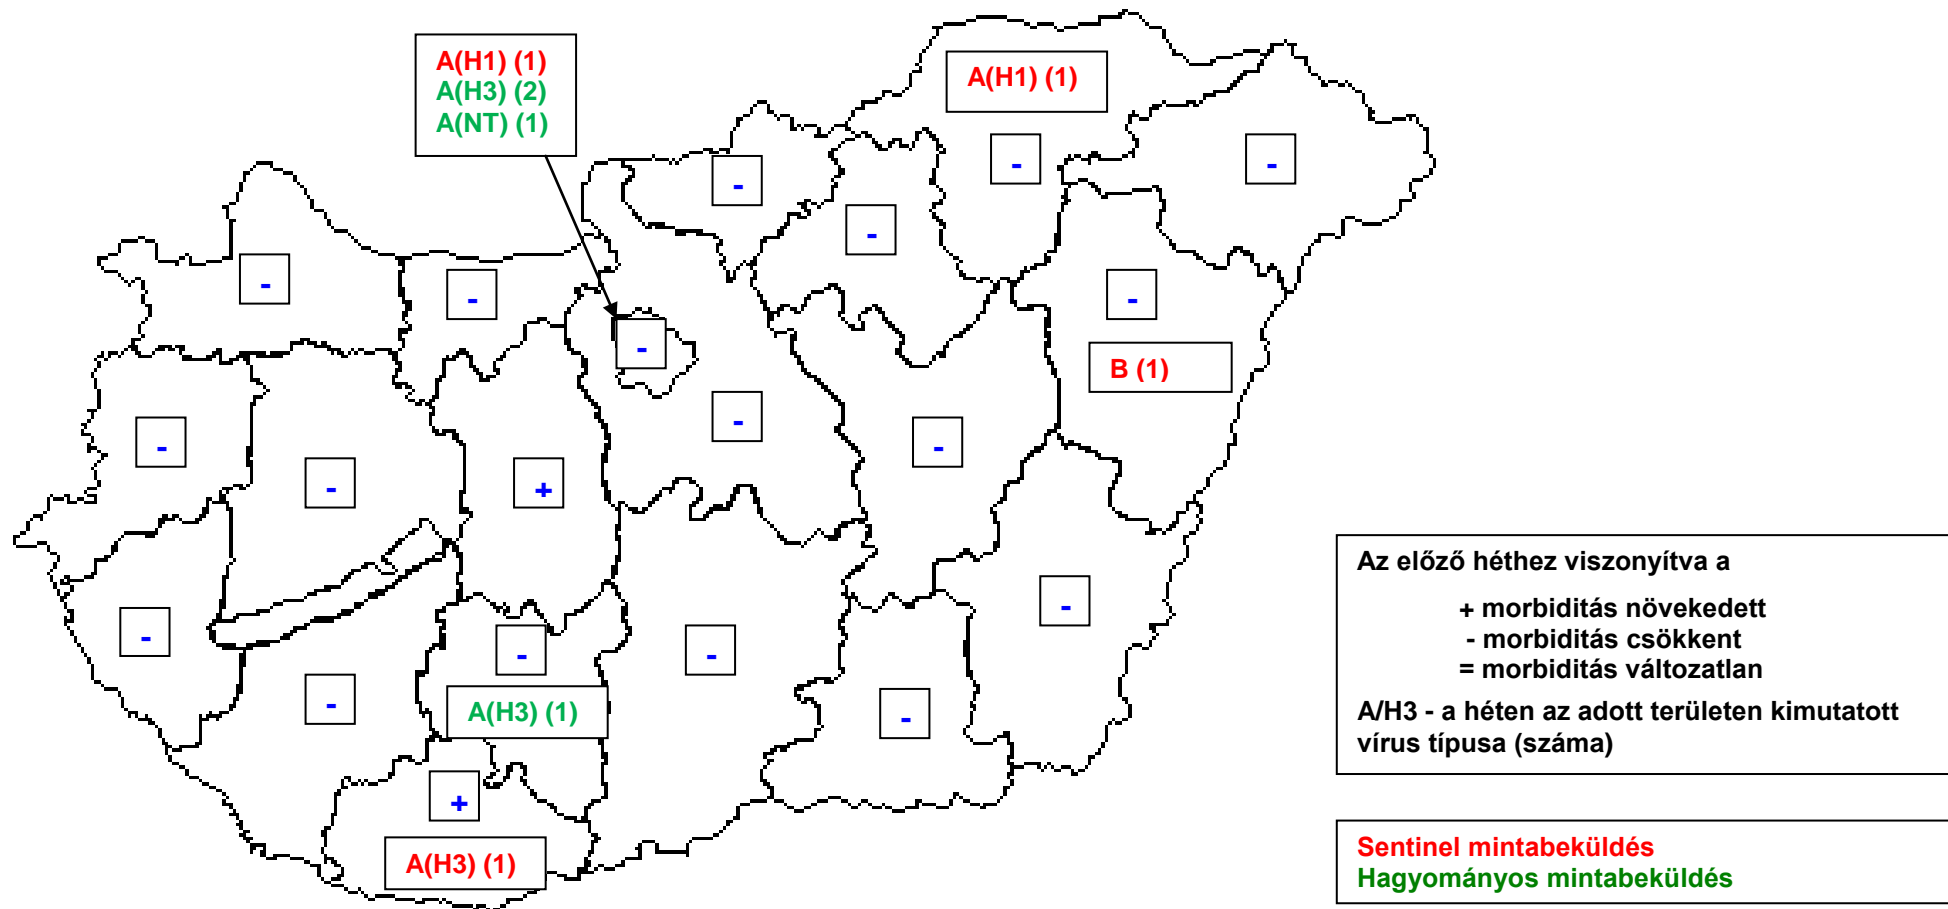 A(H1) (1)
A(H3) (2)
A(NT) (1)
A(H1) (1)
-
-
-
-
-
-
-
-
B (1)
-
-
-
-
-
+
-
-
-
-
A(H3) (1)
-
-
+
A(H3) (1)
Az előző héthez viszonyítva a
+ morbiditás növekedett
- morbiditás csökkent
= morbiditás változatlan
A/H3 - a héten az adott területen kimutatott
vírus típusa (száma)
Sentinel mintabeküldés
Hagyományos mintabeküldés